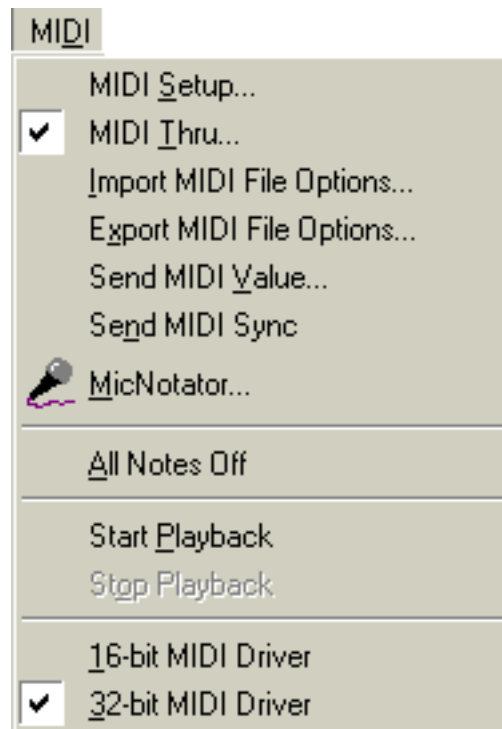 MIDI
MIDI Setup...
MIDI Thru...
Import MIDI File Options...
Export MIDI File Options...
Send MIDI Value...
Send MIDI Sync
MicNotator...
All Notes Off
Start Playback
Stop Playback
16-bit MIDI Driver
32-bit MIDI Driver